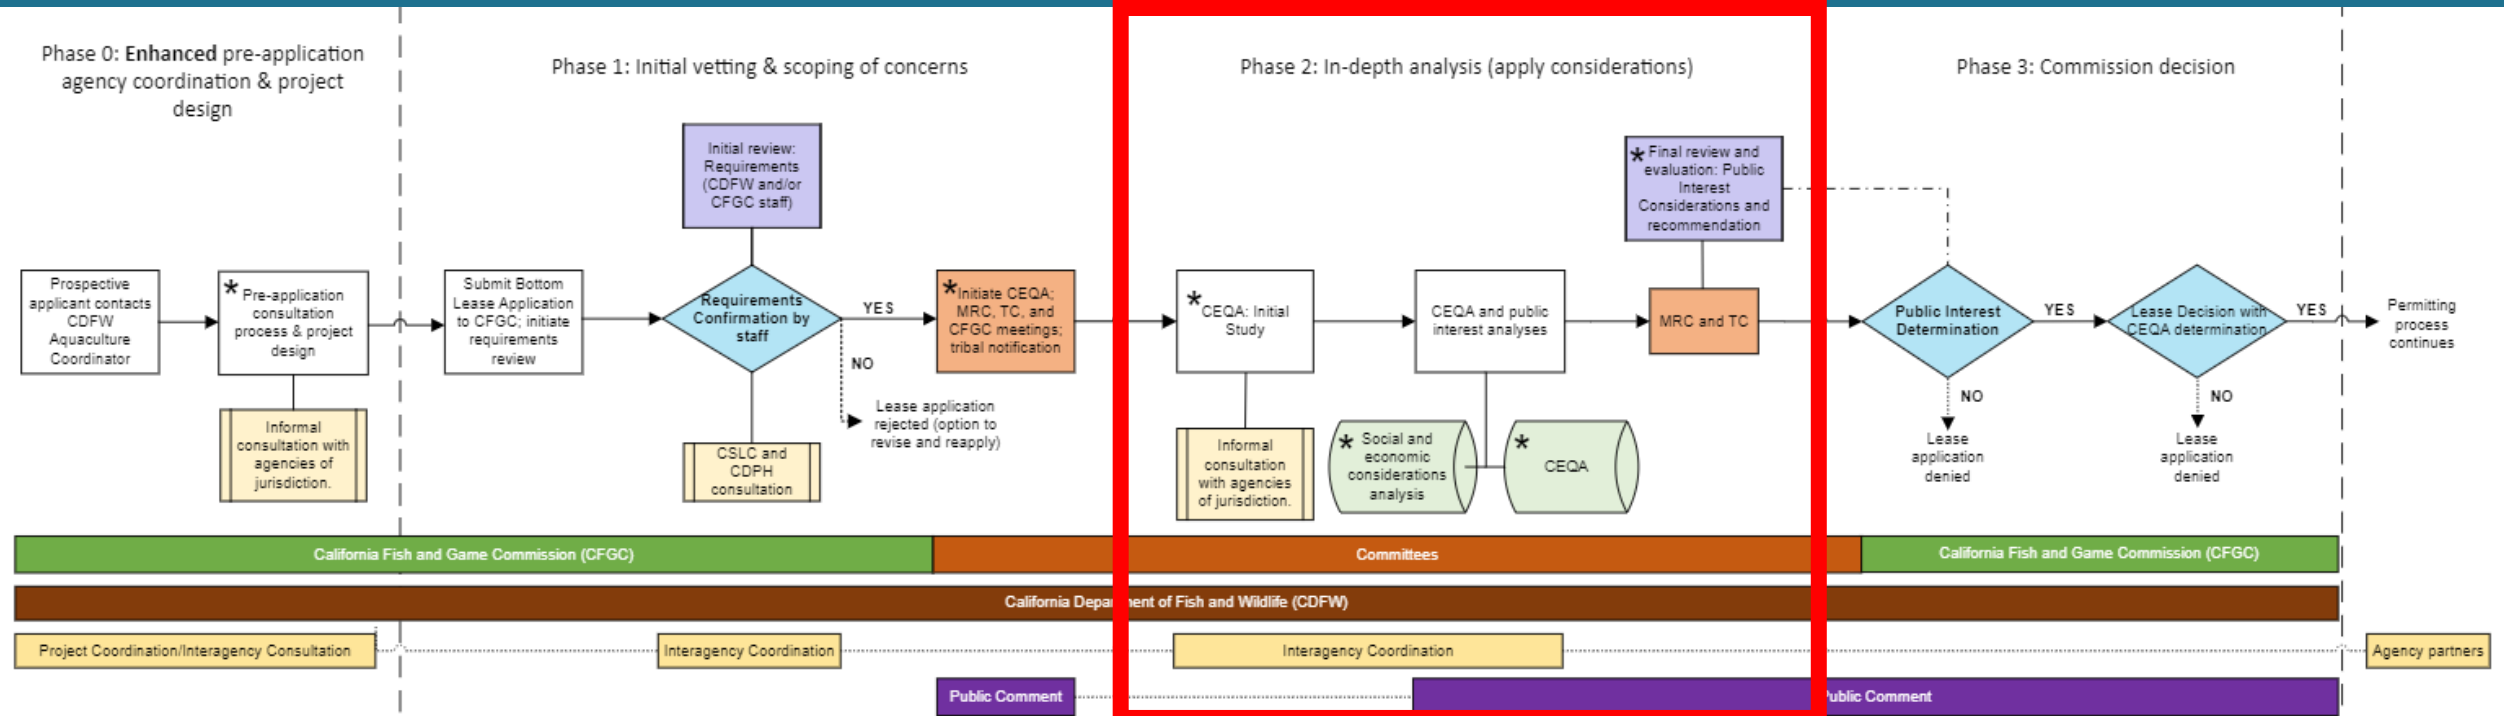 Phase 0: Enhanced pre-application
agency coordination & project
design
Phase 1: Initial vetting & scoping of concerns
Phase 2: In-depth analysis (apply considerations)
Phase 3: Commission decision
Prospective
applicant contacts
CDFW
Aquaculture
Coordinator
* Pre-application
consultation
process & project
design
Informal
consultation with
agencies of
jurisdiction.
Submit Bottom
Lease Application
to CFGC; initiate
requirements
review
Initial review:
Requirements
(CDFW and/or
CFGC staff)
Requirements
Confirmation by
staff
CSLC and
CDPH
consultation
YES
NO
Lease application
rejected (option to
revise and reapply)
* Initiate CEQA;
MRC, TC, and
CFGC meetings;
tribal notification
* CEQA: Initial
Study
Informal
consultation
with agencies
of jurisdiction.
CEQA and public
interest analyses
* Social and
economic
considerations
analysis
* CEQA
* Final review and
evaluation: Public
Interest
Considerations and
recommendation
MRC and TC
Public Interest
Determination
YES
NO
Lease
application
denied
Lease Decision with
CEQA determination
YES
NO
Lease
application
denied
Permitting
process
continues
California Fish and Game Commission (CFGC)
Committees
California Fish and Game Commission (CFGC)
California Department of Fish and Wildlife (CDFW)
Project Coordination/Interagency Consultation
Interagency Coordination
Interagency Coordination
Agency partners
Public Comment
Public Comment